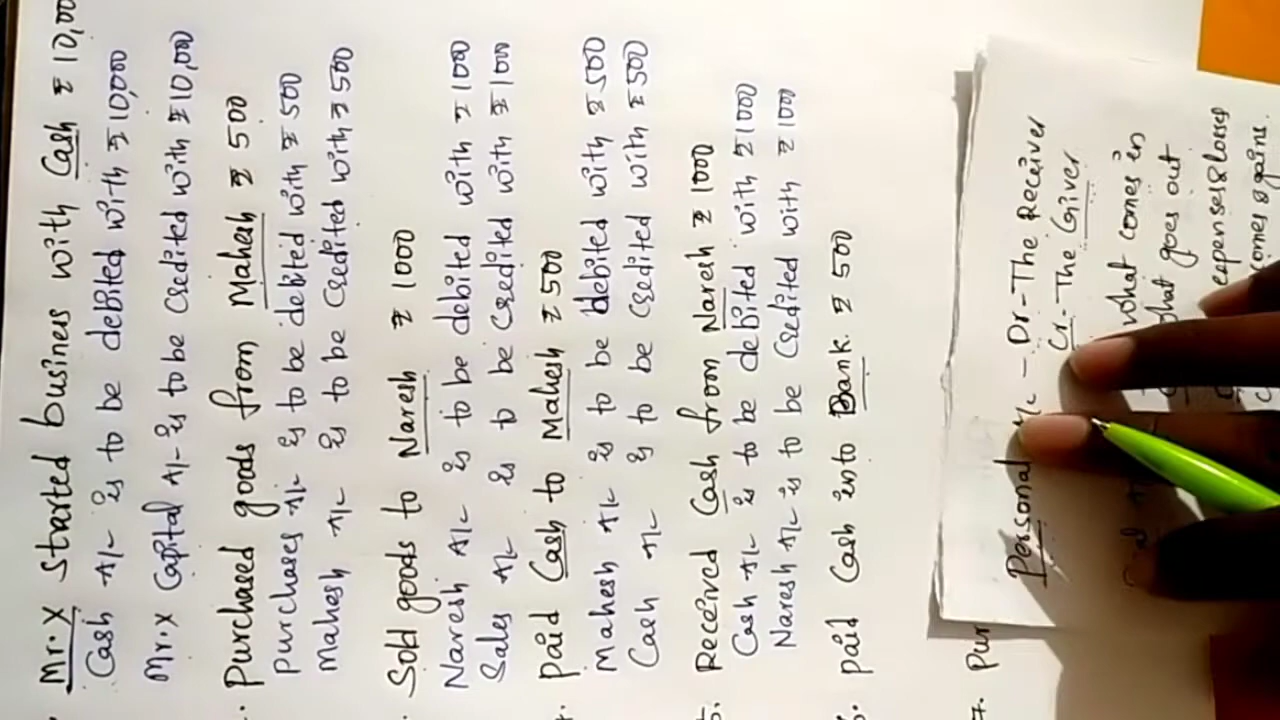 Mr.X Started business with Cash ₹ 10,00
Cash A/c is to be debited with ₹10,000
Mr.X Capital A/c is to be Credited with ₹10,000
Purchased goods from Mahesh ₹ 500
Purchases A/c is to be debited with ₹500
Mahesh A/c is to be Credited with ₹500
Sold goods to Naresh ₹ 1000
Naresh A/c is to be debited with ₹1000
Sales A/c is to be Credited with ₹1000
paid Cash to Mahesh ₹500
Mahesh A/c is to be debited with ₹500
Cash A/c is to be Credited with ₹500
5. Received Cash from Naresh ₹1000
Cash A/c is to be debited with ₹1000
Naresh A/c is to be Credited with ₹1000
paid Cash into Bank. ₹ 500
7. Pur
Personal A/c - Dr-The Receiver
Cr.-The Giver
What comes in
What goes out
expenses&losses
comes&gains.